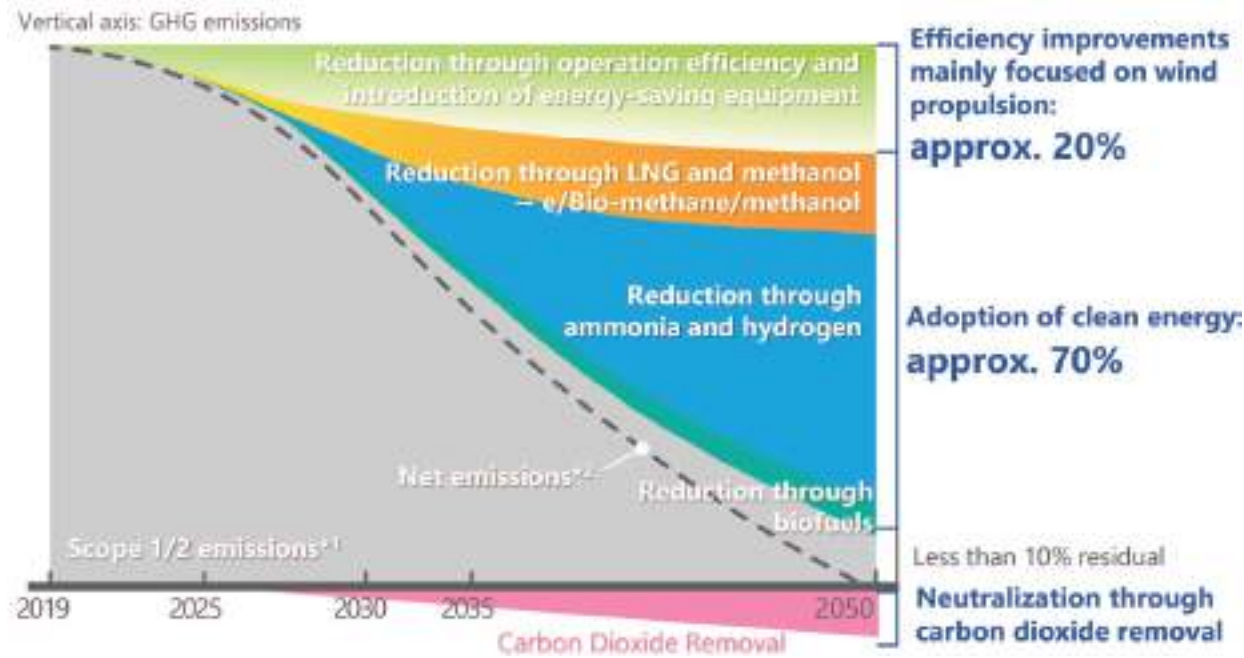 Vertical axis: GHG emissions
Reduction through operation efficiency and
introduction of energy-saving equipment
Reduction through LNG and methanol
– e/Bio-methane/methanol
Reduction through
ammonia and hydrogen
Net emissions*
Reduction through
biofuels
Scope 1/2 emissions*1
2019
2025
2030
2035
2050
Carbon Dioxide Removal
Efficiency improvements
mainly focused on wind
propulsion:
approx. 20%
Adoption of clean energy:
approx. 70%
Less than 10% residual
Neutralization through
carbon dioxide removal